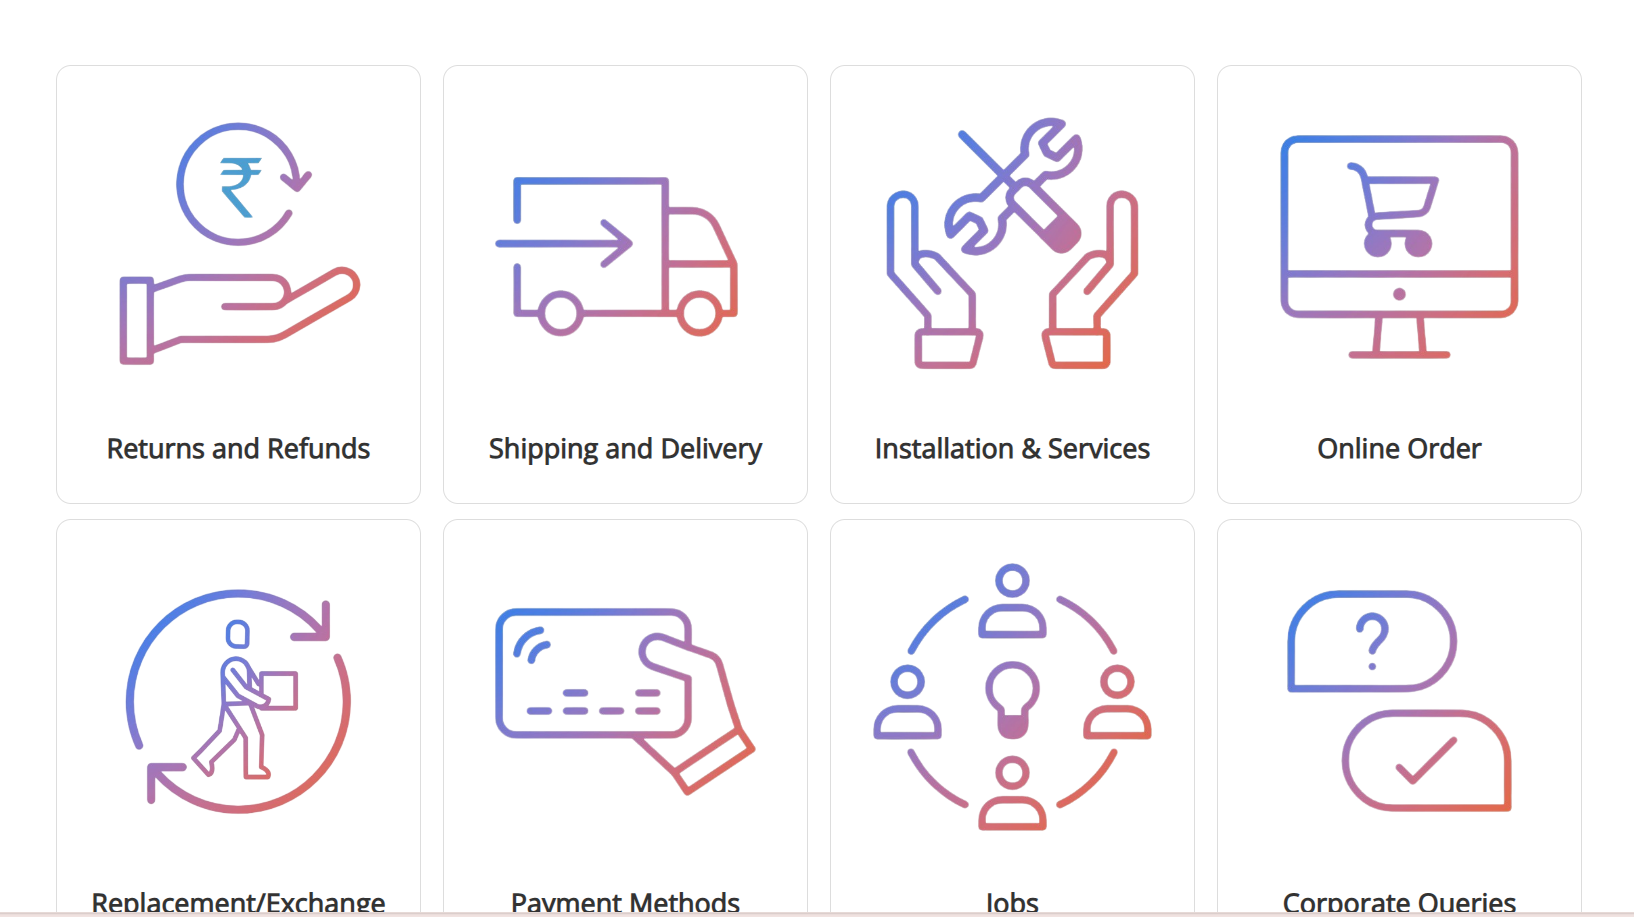 ₹
Returns and Refunds
Shipping and Delivery
Installation & Services
Online Order
?
Replacement/Exchange
Payment Methods
Jobs
Corporate Queries